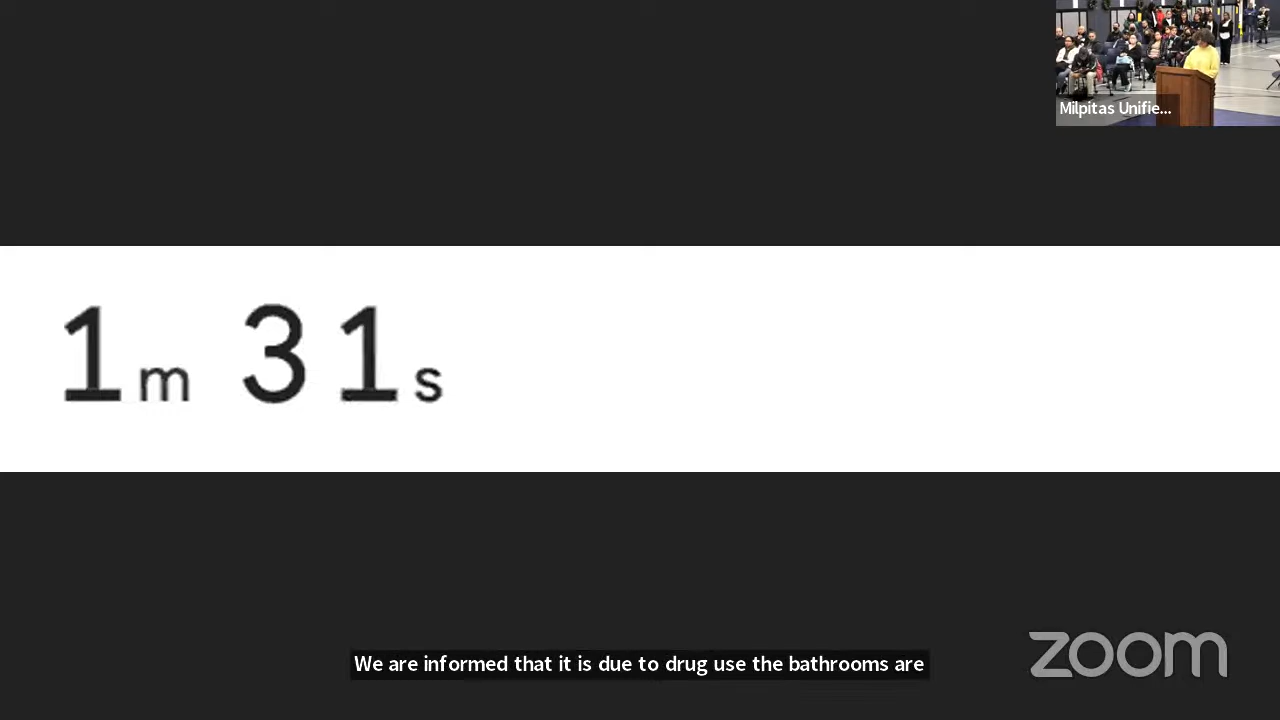 Milpitas Unifie...
1m 31s
We are informed that it is due to drug use the bathrooms are
zoom